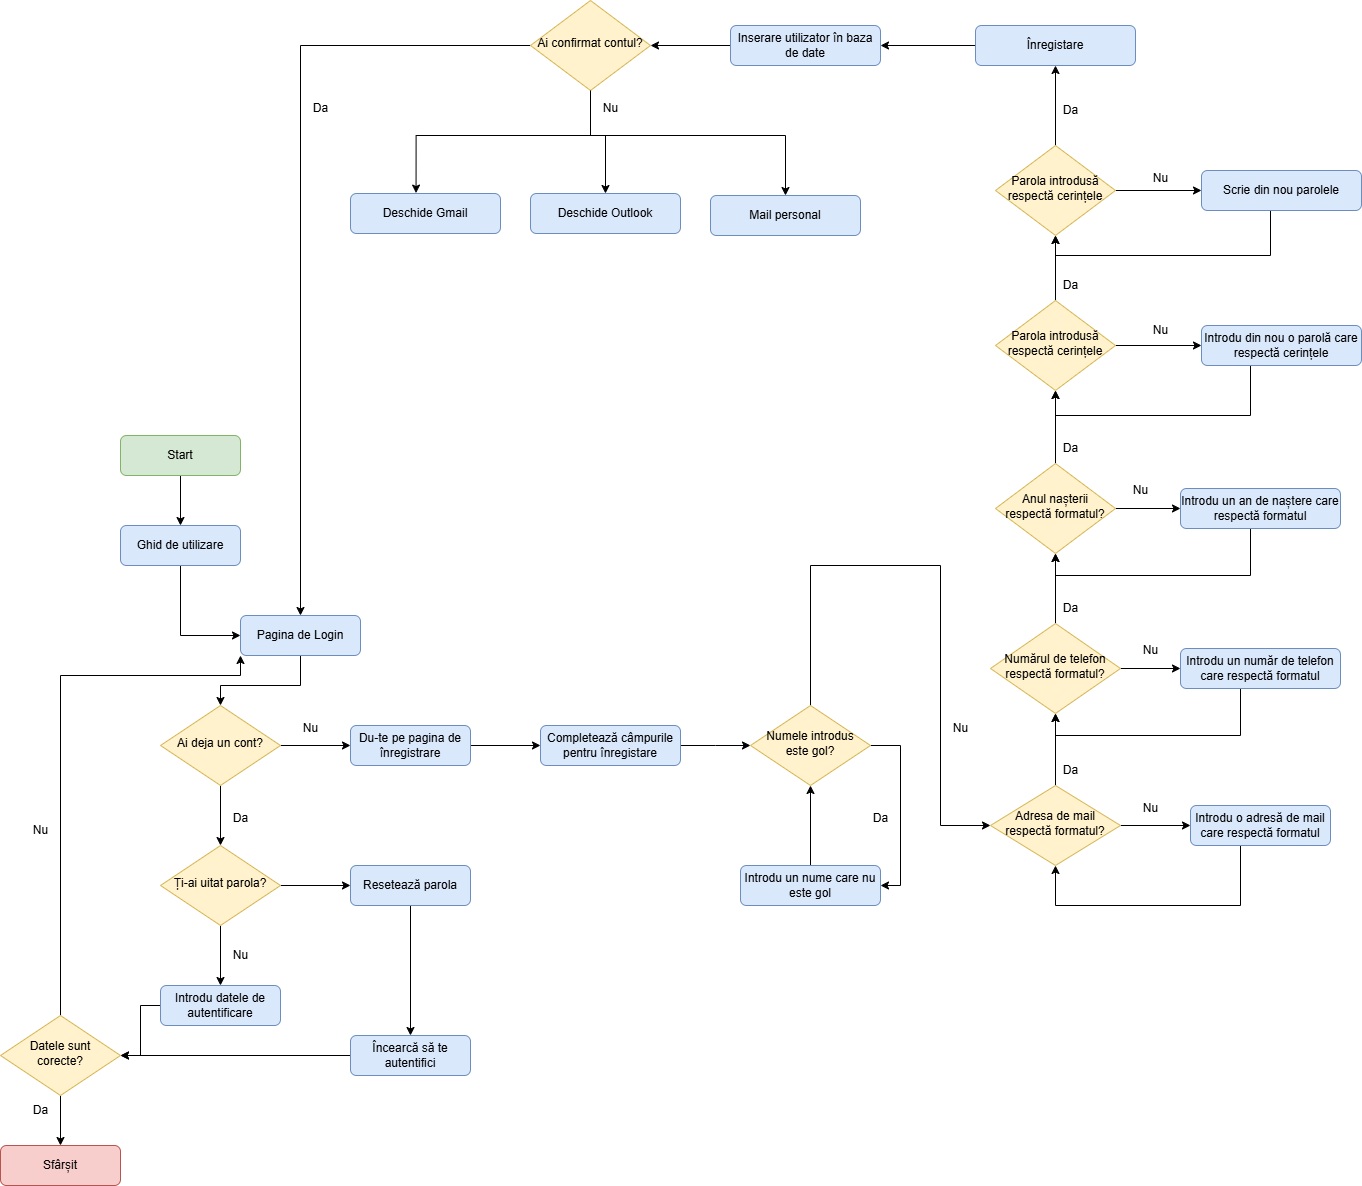 Ai confirmat contul?
Inserare utilizator în baza
de date
Înregistare
Da
Nu
Da
Deschide Gmail
Deschide Outlook
Mail personal
Parola introdusă
respectă cerințele
Nu
Scrie din nou parolele
Da
Parola introdusă
respectă cerințele
Nu
Introdu din nou o parolă care
respectă cerințele
Da
Start
Anul nașterii
respectă formatul?
Nu
Introdu un an de naștere care
respectă formatul
Ghid de utilizare
Da
Pagina de Login
Numărul de telefon
respectă formatul?
Nu
Introdu un număr de telefon
care respectă formatul
Ai deja un cont?
Nu
Du-te pe pagina de
înregistrare
Completează câmpurile
pentru înregistare
Numele introdus
este gol?
Nu
Da
Da
Da
Adresa de mail
respectă formatul?
Nu
Introdu o adresă de mail
care respectă formatul
Nu
Ți-ai uitat parola?
Resetează parola
Introdu un nume care nu
este gol
Nu
Introdu datele de
autentificare
Datele sunt
corecte?
Încearcă să te
autentifici
Da
Sfârșit